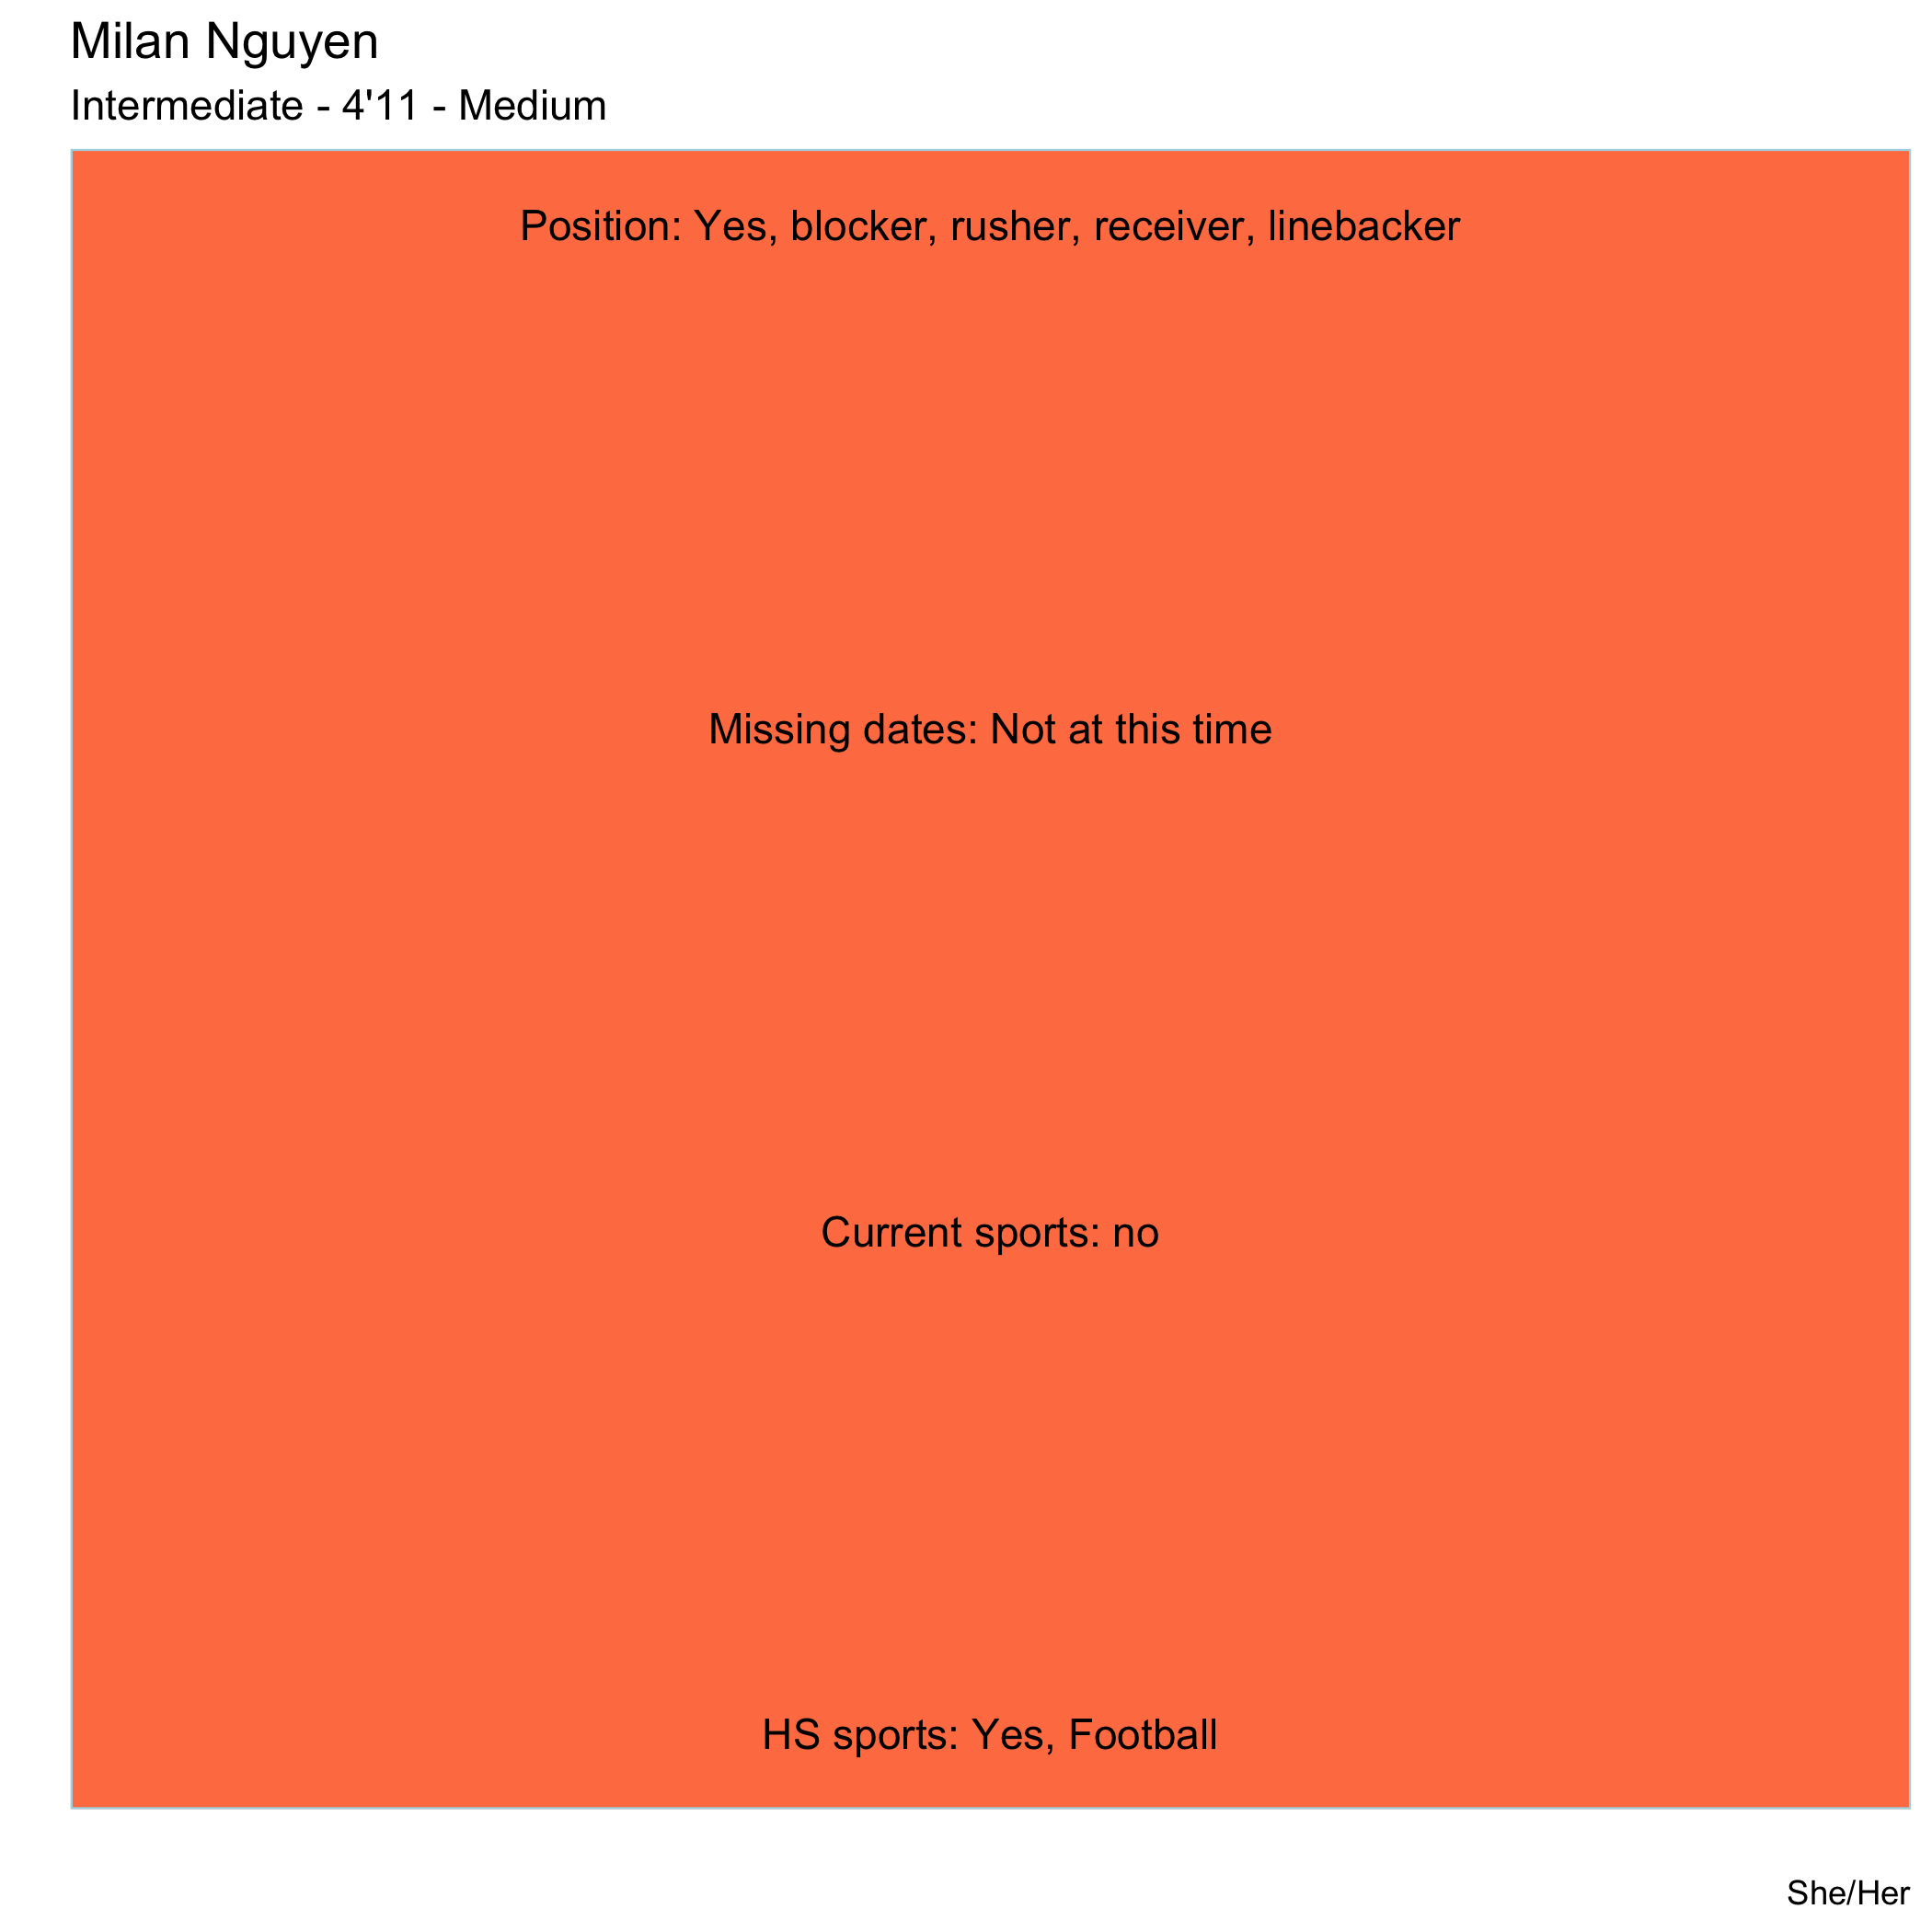 Milan Nguyen
Intermediate - 4'11 - Medium
Position: Yes, blocker, rusher, receiver, linebacker
Missing dates: Not at this time
Current sports: no
HS sports: Yes, Football
She/Her